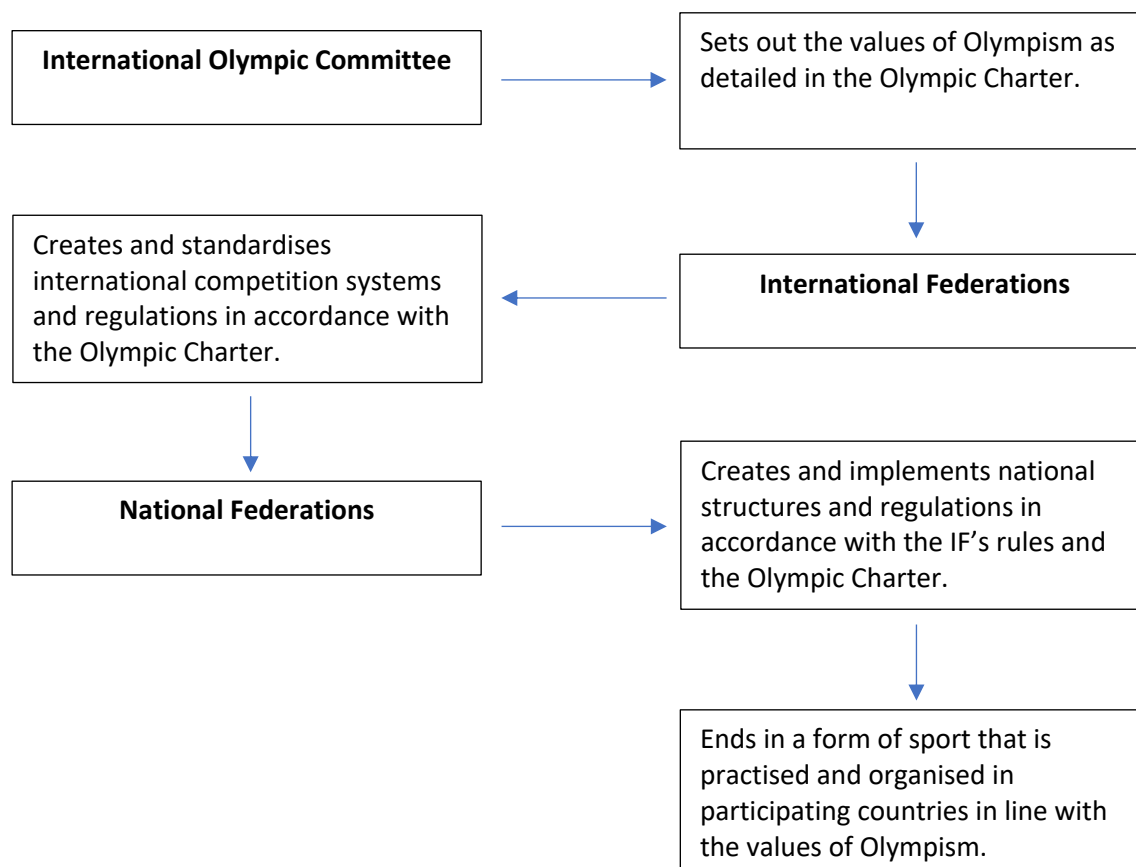 International Olympic Committee
Sets out the values of Olympism as
detailed in the Olympic Charter.
International Federations
Creates and standardises
international competition systems
and regulations in accordance with
the Olympic Charter.
National Federations
Creates and implements national
structures and regulations in
accordance with the IF’s rules and
the Olympic Charter.
Ends in a form of sport that is
practised and organised in
participating countries in line with
the values of Olympism.